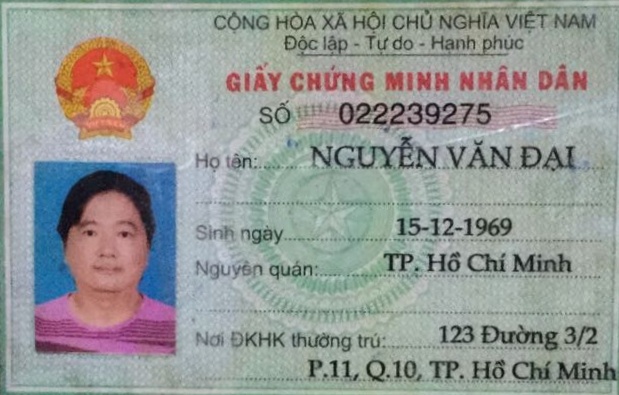 CỘNG HÒA XÃ HỘI CHỦ NGHĨA VIỆT NAM
Độc lập - Tự do - Hạnh phúc
GIẤY CHỨNG MINH NHÂN DÂN
SỐ 022239275
Họ tên: NGUYỄN VĂN ĐẠI
Sinh ngày 15-12-1969
Nguyên quán: TP. Hồ Chí Minh
Nơi ĐKHK thường trú: 123 Đường 3/2
P.11, Q.10, TP. Hồ Chí Minh